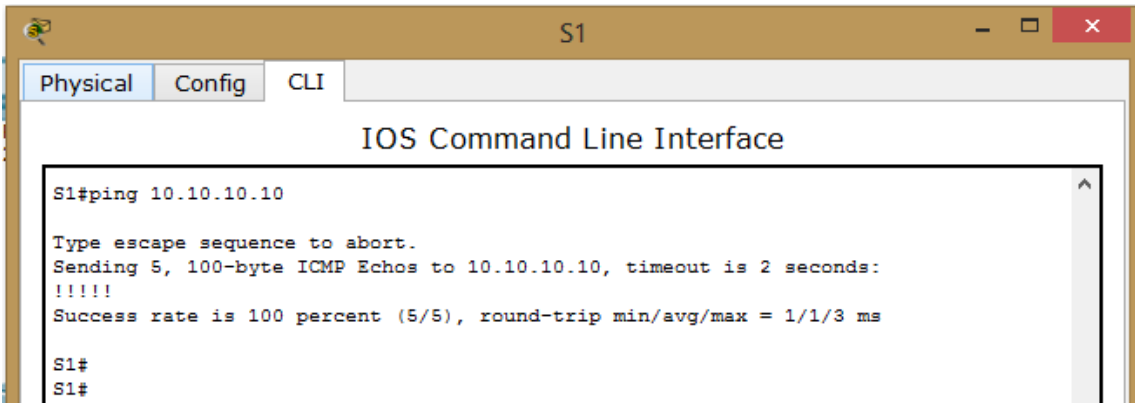 S1
Physical Config CLI
IOS Command Line Interface
S1#ping 10.10.10.10
Type escape sequence to abort.
Sending 5, 100-byte ICMP Echos to 10.10.10.10, timeout is 2 seconds:
!!!!!
Success rate is 100 percent (5/5), round-trip min/avg/max = 1/1/3 ms
S1#
S1#